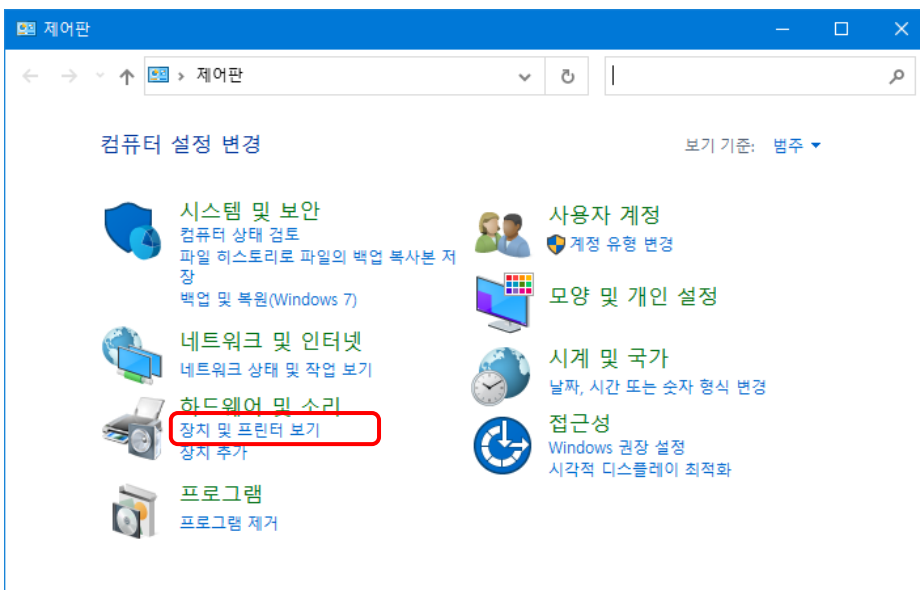 제어판
제어판
컴퓨터 설정 변경
보기 기준: 범주
시스템 및 보안
컴퓨터 상태 검토
파일 히스토리로 파일의 백업 복사본 저
장
백업 및 복원(Windows 7)
네트워크 및 인터넷
네트워크 상태 및 작업 보기
하드웨어 및 소리
장치 및 프린터 보기
장치 추가
프로그램
프로그램 제거
사용자 계정
계정 유형 변경
모양 및 개인 설정
시계 및 국가
날짜, 시간 또는 숫자 형식 변경
접근성
Windows 권장 설정
시각적 디스플레이 최적화